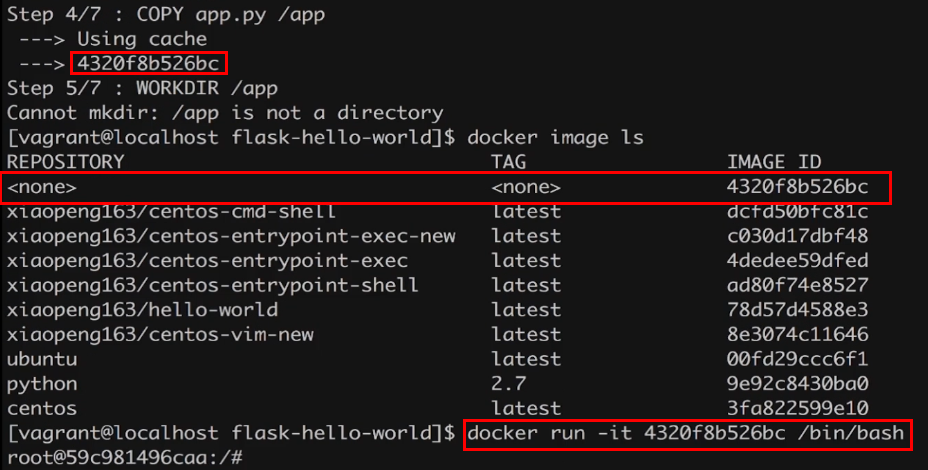 Step 4/7 : COPY app.py /app
---> Using cache
---> 4320f8b526bc
Step 5/7 : WORKDIR /app
Cannot mkdir: /app is not a directory
[vagrant@localhost flask-hello-world]$ docker image ls
REPOSITORY TAG IMAGE ID
<none> <none> 4320f8b526bc
xiaopeng163/centos-cmd-shell latest dcfd50bfc81c
xiaopeng163/centos-entrypoint-exec-new latest c030d17dbf48
xiaopeng163/centos-entrypoint-exec latest 4dedee59dfed
xiaopeng163/centos-entrypoint-shell latest ad80f74e8527
xiaopeng163/hello-world latest 78d57d4588e3
xiaopeng163/centos-vim-new latest 8e3074c11646
ubuntu latest 00fd29ccc6f1
python 2.7 9e92c8430ba0
centos latest 3fa822599e10
[vagrant@localhost flask-hello-world]$ docker run -it 4320f8b526bc /bin/bash
root@59c981496caa:/#